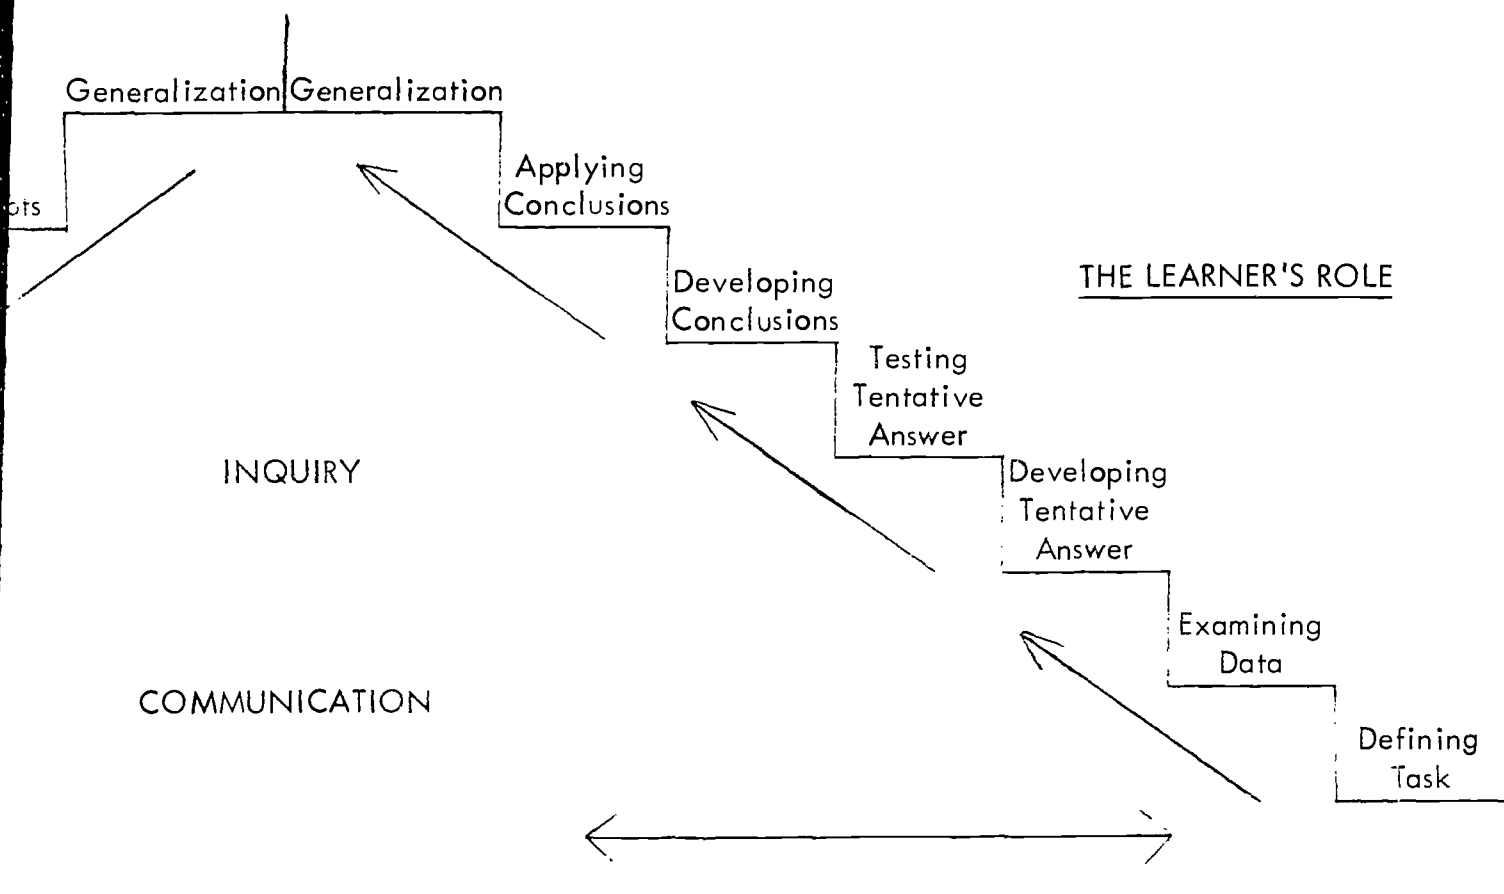 Generalization Generalization
Applying
Conclusions
THE LEARNER'S ROLE
Developing
Conclusions
Testing
Tentative
Answer
INQUIRY
Developing
Tentative
Answer
Examining
Data
COMMUNICATION
Defining
Task